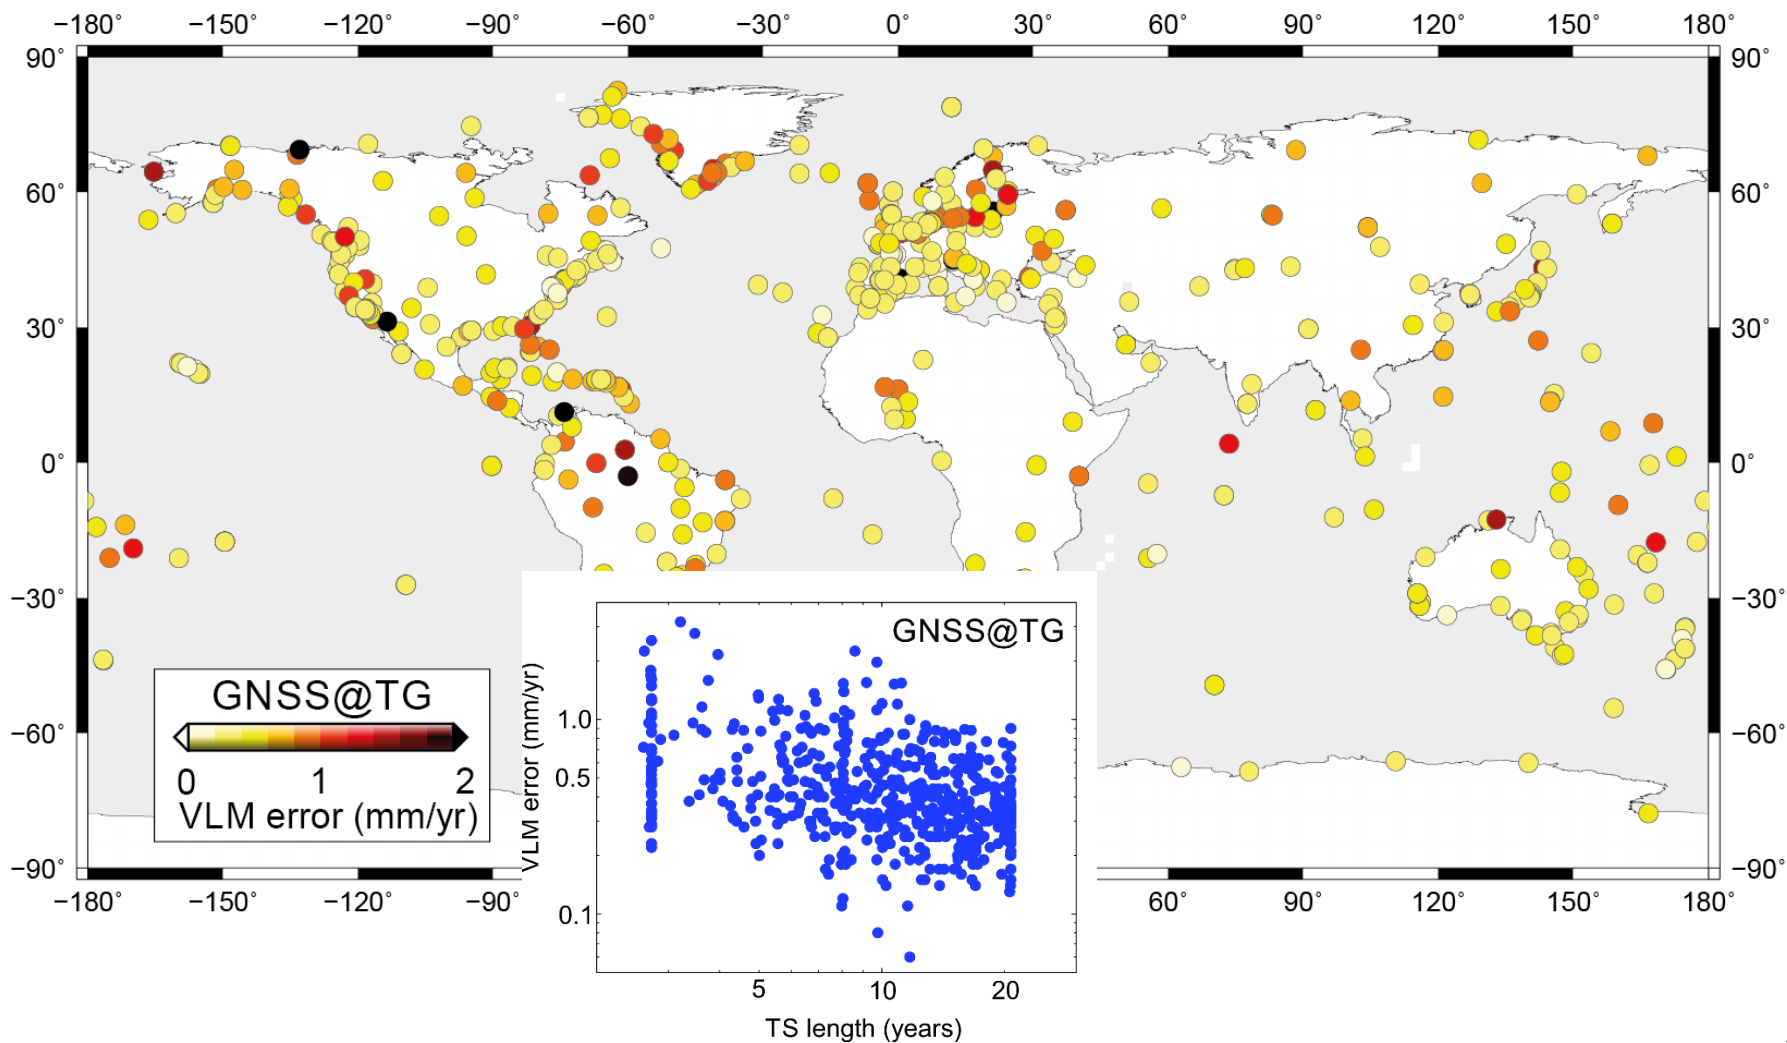 −180 −150˚ −120˚ −90˚ −60˚ −30˚ 0˚ 30˚ 60˚ 90˚ 120˚ 150˚ 180˚
90˚ 90˚
60˚ 60˚
30˚ 30˚
0˚ 0˚
−30˚ −30˚
−60˚ −60˚
−90˚ −90˚
−180˚ −150˚ −120˚ −90˚ 60˚ 90˚ 120˚ 150˚ 180˚
GNSS@TG
0 1 2
VLM error (mm/yr)
GNSS@TG
VLM error (mm/yr)
1.0
0.5
0.1
5 10 20
TS length (years)